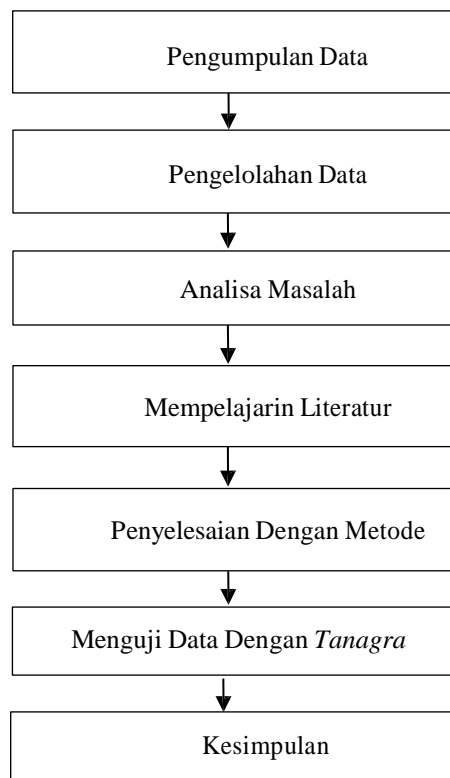 Pengumpulan Data
Pengelolahan Data
Analisa Masalah
Mempelajarin Literatur
Penyelesaian Dengan Metode
Menguji Data Dengan Tanagra
Kesimpulan